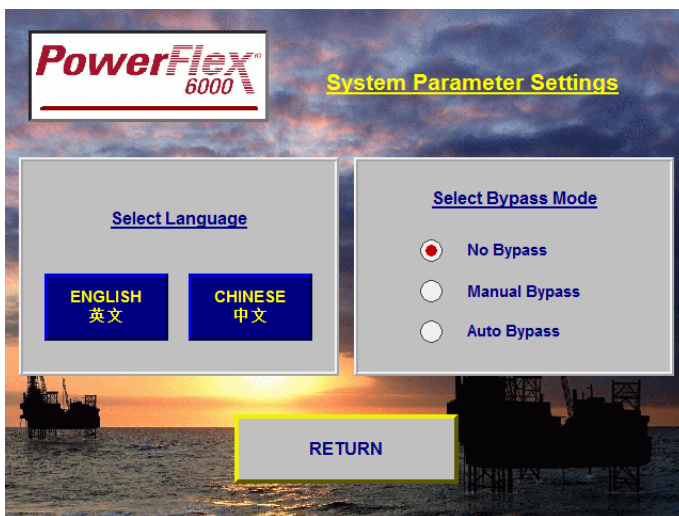 PowerFlex
6000
System Parameter Settings
Select Language
ENGLISH
英文
CHINESE
中文
Select Bypass Mode
No Bypass
Manual Bypass
Auto Bypass
RETURN